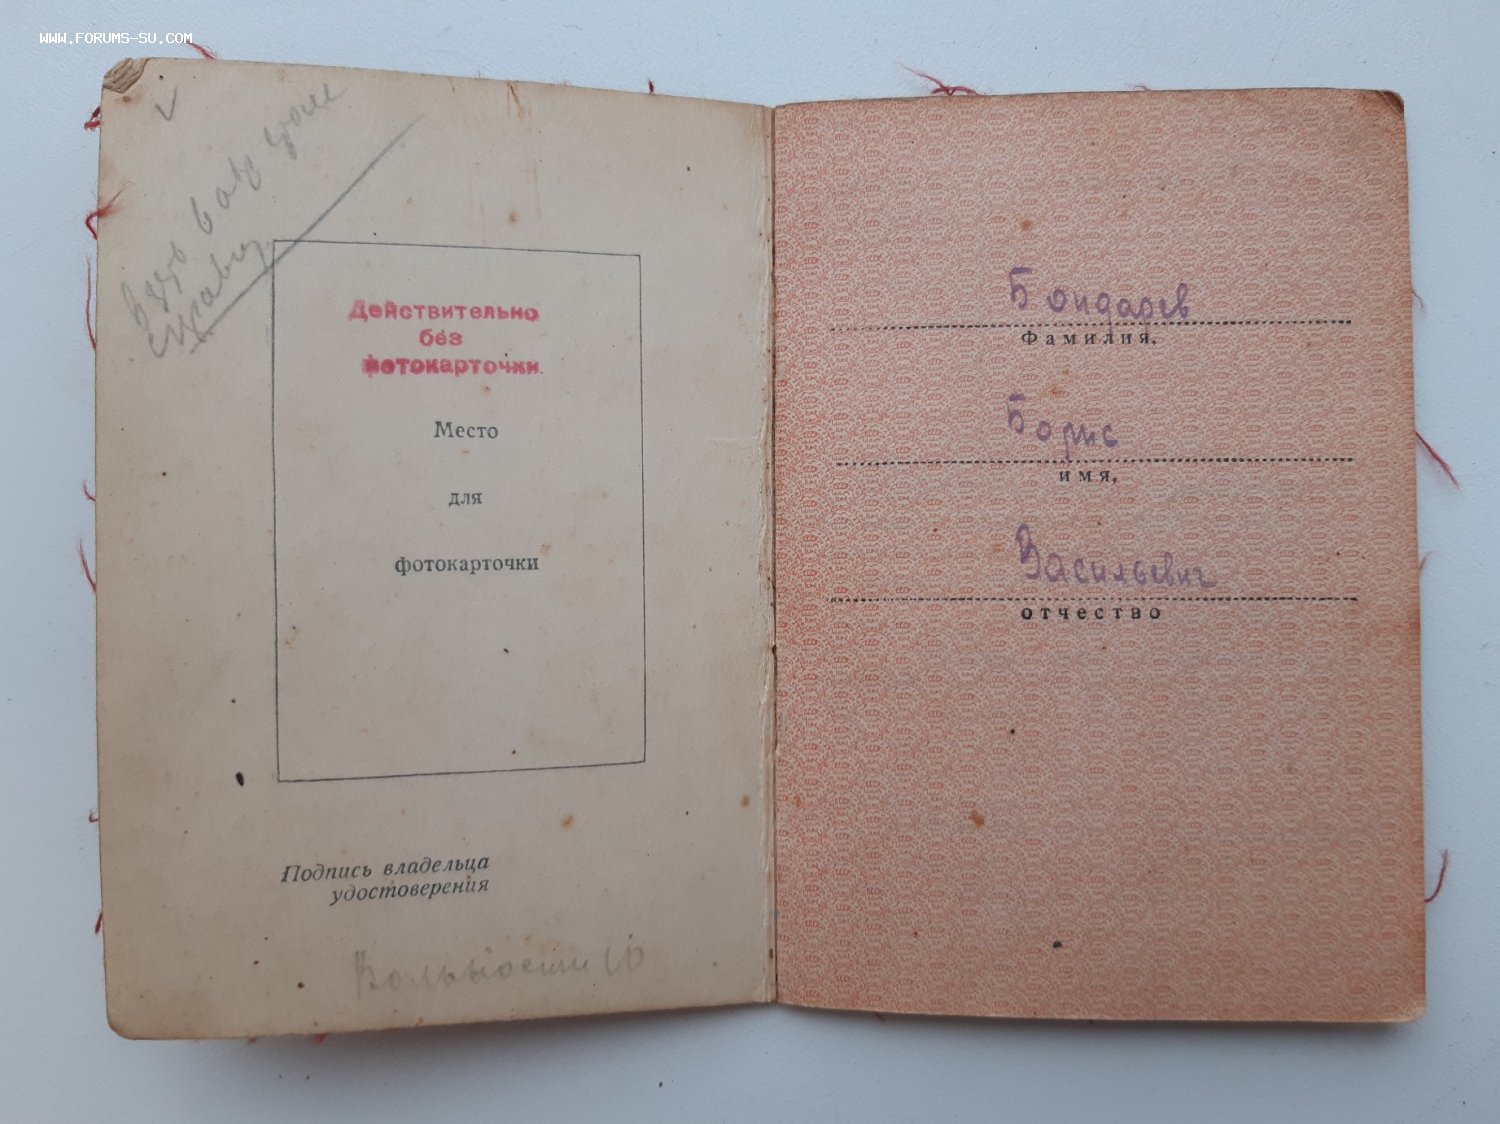 WWW.FORUMS-SU.COM
Действительно
без
фотокарточки.
Место
для
фотокарточки
Подпись владельца
удостоверения
Бондарев
Фамилия,
Борис
имя,
Васильевич
отчество